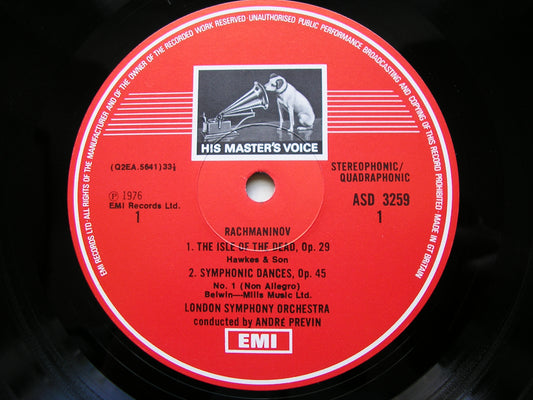 EMI RECORDS LTD ALL RIGHTS OF THE MANUFACTURER AND OF THE OWNER OF THE RECORDED WORK RESERVED UNAUTHORISED PUBLIC PERFORMANCE BROADCASTING AND COPYING OF THIS RECORD PROHIBITED. MADE IN GT BRITAIN
HIS MASTER'S VOICE
(Q2EA.5641) 33⅓
STEREOPHONIC/
QUADRAPHONIC
℗ 1976
EMI Records Ltd.
1
ASD 3259
1
RACHMANINOV
1. THE ISLE OF THE DEAD, Op. 29
Hawkes & Son
2. SYMPHONIC DANCES, Op. 45
No. 1 (Non Allegro)
Belwin—Mills Music Ltd.
LONDON SYMPHONY ORCHESTRA
conducted by ANDRÉ PREVIN
EMI